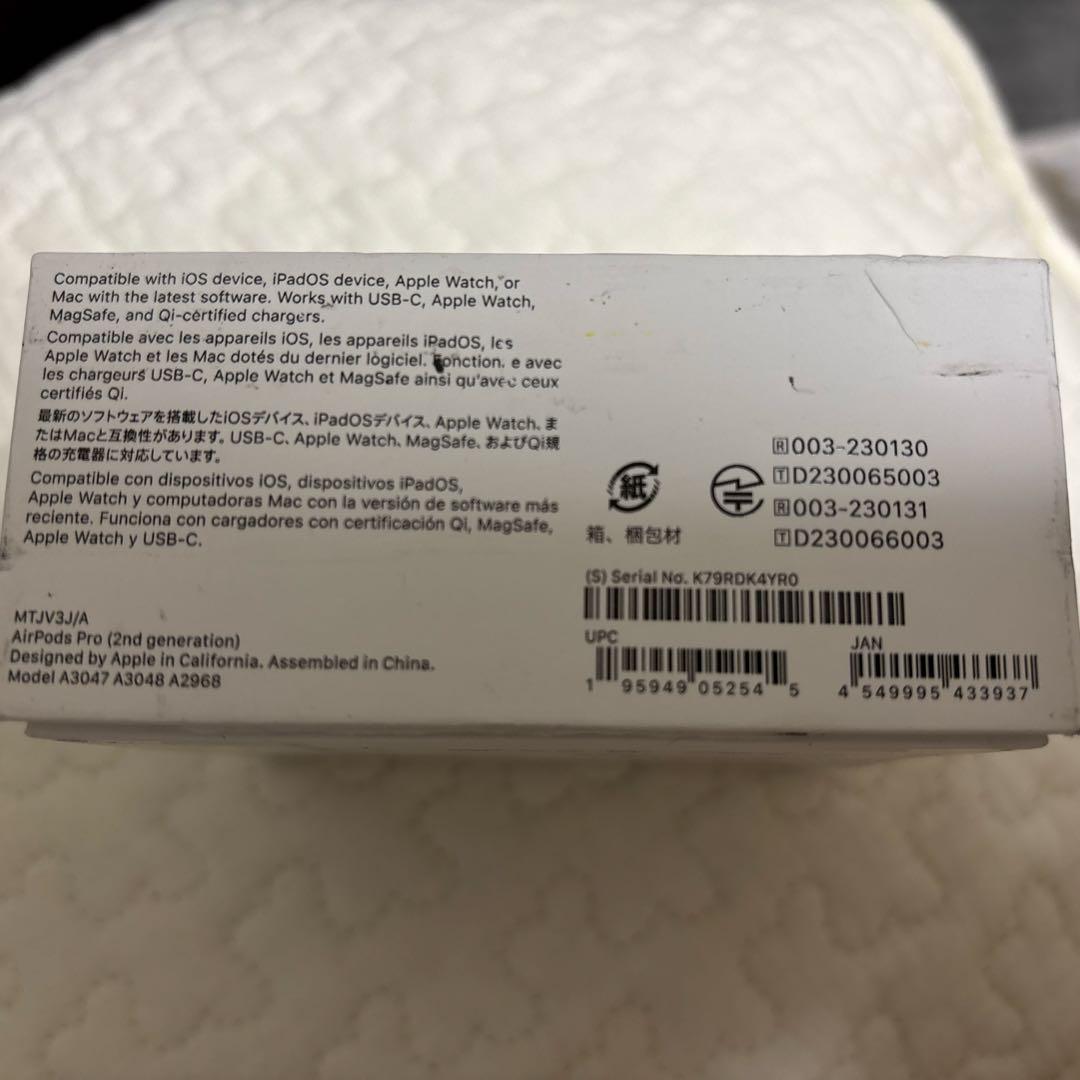 Compatible with iOS device, iPadOS device, Apple Watch, or
Mac with the latest software. Works with USB-C, Apple Watch,
MagSafe, and Qi-certified chargers.
Compatible avec les appareils iOS, les appareils iPadOS, les
Apple Watch et les Mac dotés du dernier logiciel. Fonctionne avec
les chargeurs USB-C, Apple Watch et MagSafe ainsi qu'avec ceux
certifiés Qi.
最新のソフトウェアを搭載したiOSデバイス、iPadOSデバイス、Apple Watch、ま
たはMacと互換性があります。USB-C、Apple Watch、MagSafe、およびQi規
格の充電器に対応しています。
Compatible con dispositivos iOS, dispositivos iPadOS,
Apple Watch y computadoras Mac con la versión de software más
reciente. Funciona con cargadores con certificación Qi, MagSafe,
Apple Watch y USB-C.
MTJV3J/A
AirPods Pro (2nd generation)
Designed by Apple in California. Assembled in China.
Model A3047 A3048 A2968
紙
箱、梱包材
R 003-230130
T D230065003
R 003-230131
T D230066003
(S) Serial No. K79RDK4YR0
UPC
1 95949 05254 5
JAN
4 549995 433937